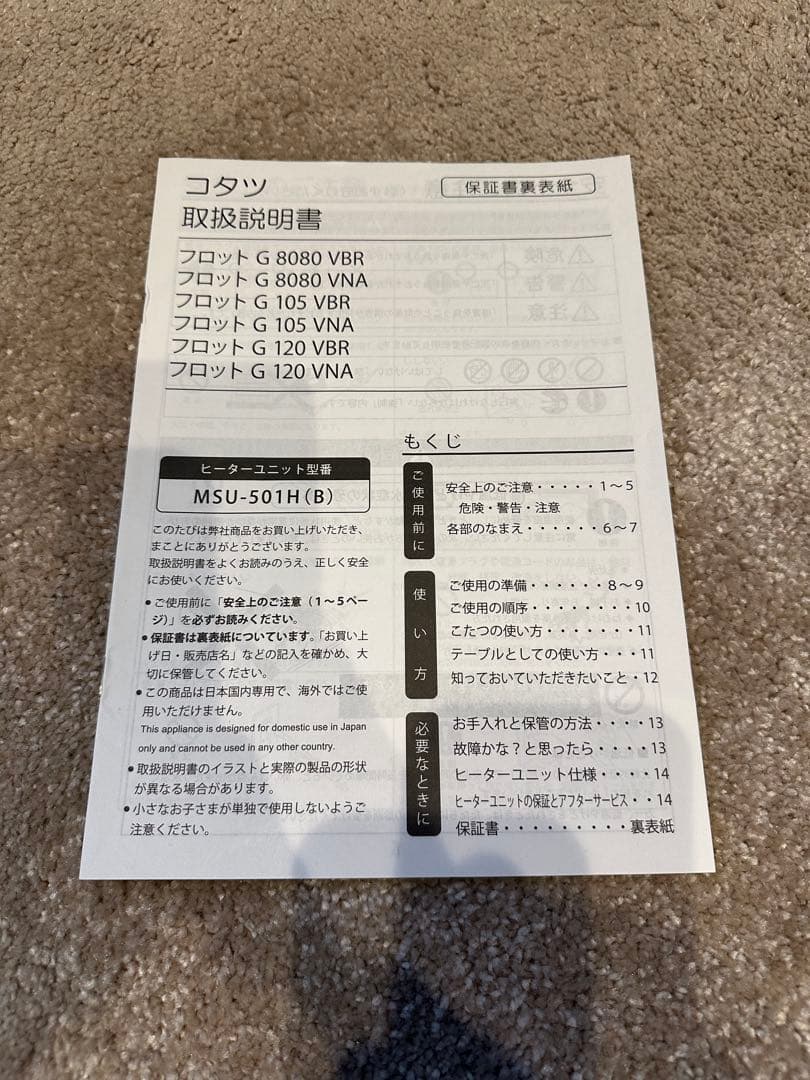 コタツ
保証書裏表紙
取扱説明書
フロット G 8080 VBR
フロット G 8080 VNA
フロット G 105 VBR
フロット G 105 VNA
フロット G 120 VBR
フロット G 120 VNA
ヒーターユニット型番
MSU-501H(B)
このたびは弊社商品をお買い上げいただき、
まことにありがとうございます。
取扱説明書をよくお読みのうえ、正しく安全
にお使いください。
●ご使用前に「安全上のご注意（1～5ペー
ジ）」を必ずお読みください。
●保証書は裏表紙についています。「お買い上
げ日・販売店名」などの記入を確かめ、大
切に保管してください。
●この商品は日本国内専用で、海外ではご使
用いただけません。
This appliance is designed for domestic use in Japan
only and cannot be used in any other country.
●取扱説明書のイラストと実際の製品の形状
が異なる場合があります。
●小さなお子さまが単独で使用しないようご
注意ください。
もくじ
ご使用前に
安全上のご注意・・・・・1～5
危険・警告・注意
各部のなまえ・・・・・・6～7
使い方
ご使用の準備・・・・・・8～9
ご使用の順序・・・・・・・10
こたつの使い方・・・・・・11
テーブルとしての使い方・・・11
知っておいていただきたいこと・12
必要なときに
お手入れと保管の方法・・・・13
故障かな？と思ったら・・・・13
ヒーターユニット仕様・・・・14
ヒーターユニットの保証とアフターサービス・・14
保証書・・・・・・・・・裏表紙